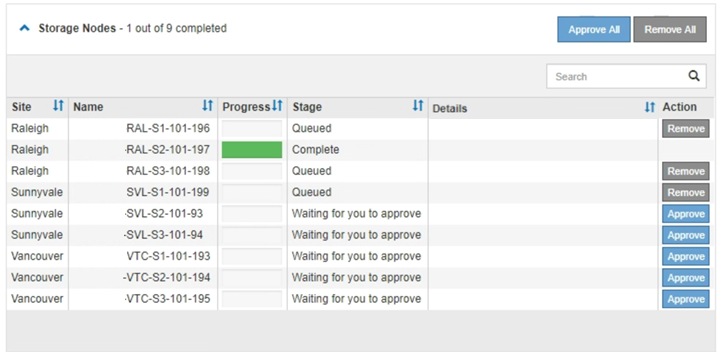 Storage Nodes - 1 out of 9 completed Approve All Remove All
Search
Site Name Progress Stage Details Action
Raleigh RAL-S1-101-196 Queued Remove
Raleigh -RAL-S2-101-197 Complete
Raleigh RAL-S3-101-198 Queued Remove
Sunnyvale SVL-S1-101-199 Queued Remove
Sunnyvale -SVL-S2-101-93 Waiting for you to approve Approve
Sunnyvale -SVL-S3-101-94 Waiting for you to approve Approve
Vancouver VTC-S1-101-193 Waiting for you to approve Approve
Vancouver -VTC-S2-101-194 Waiting for you to approve Approve
Vancouver -VTC-S3-101-195 Waiting for you to approve Approve